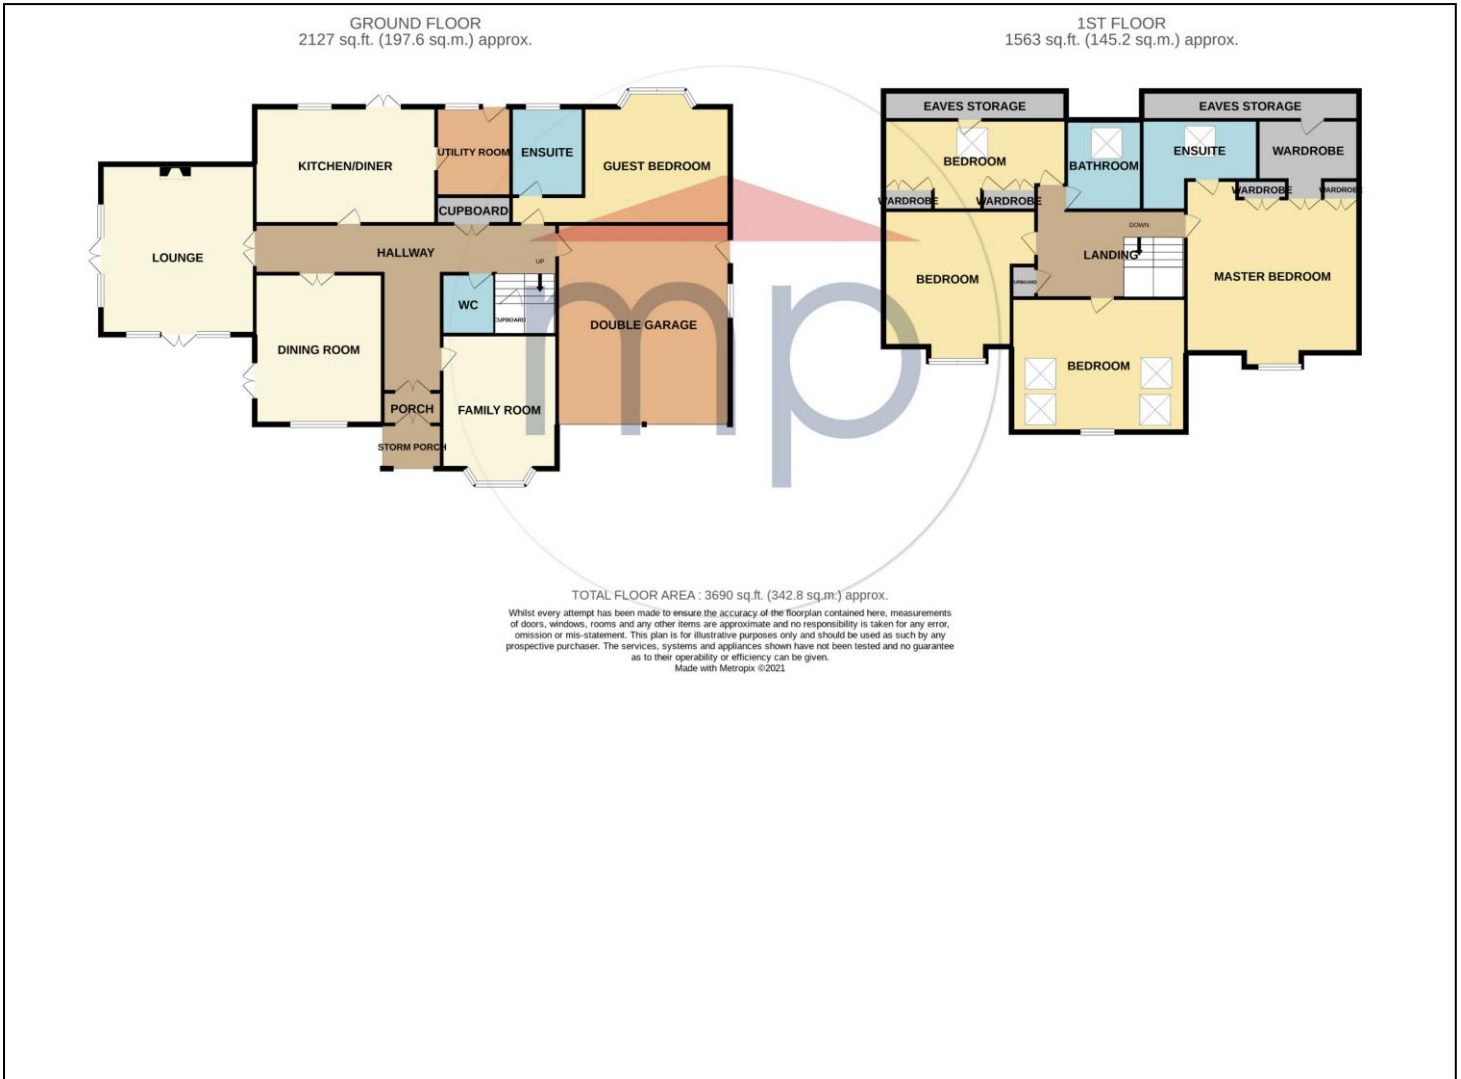 GROUND FLOOR
2127 sq.ft. (197.6 sq.m.) approx.
KITCHEN/DINER
UTILITY ROOM
ENSUITE
GUEST BEDROOM
CUPBOARD
LOUNGE
HALLWAY
UP
WC
CUPBOARD
DOUBLE GARAGE
DINING ROOM
PORCH
FAMILY ROOM
STORM PORCH
1ST FLOOR
1563 sq.ft. (145.2 sq.m.) approx.
EAVES STORAGE
EAVES STORAGE
BEDROOM
BATHROOM
ENSUITE
WARDROBE
WARDROBE
WARDROBE
WARDROBE
WARDROBE
DOWN
LANDING
BEDROOM
CUPBOARD
MASTER BEDROOM
BEDROOM
mp
TOTAL FLOOR AREA : 3690 sq.ft. (342.8 sq.m.) approx.
Whilst every attempt has been made to ensure the accuracy of the floorplan contained here, measurements
of doors, windows, rooms and any other items are approximate and no responsibility is taken for any error,
omission or mis-statement. This plan is for illustrative purposes only and should be used as such by any
prospective purchaser. The services, systems and appliances shown have not been tested and no guarantee
as to their operability or efficiency can be given.
Made with Metropix ©2021